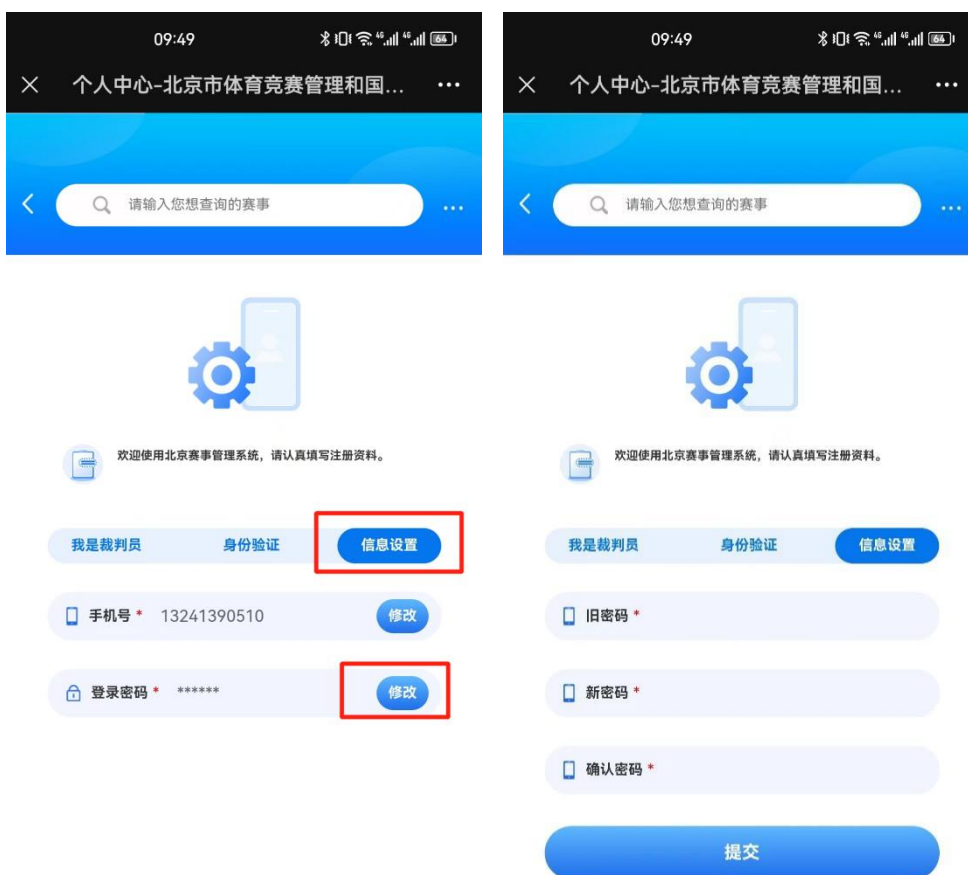 09:49
46 46 64
个人中心-北京市体育竞赛管理和国...
请输入您想查询的赛事
欢迎使用北京赛事管理系统，请认真填写注册资料。
我是裁判员 身份验证 信息设置
手机号 * 13241390510 修改
登录密码 * ****** 修改
09:49
46 46 64
个人中心-北京市体育竞赛管理和国...
请输入您想查询的赛事
欢迎使用北京赛事管理系统，请认真填写注册资料。
我是裁判员 身份验证 信息设置
旧密码 *
新密码 *
确认密码 *
提交